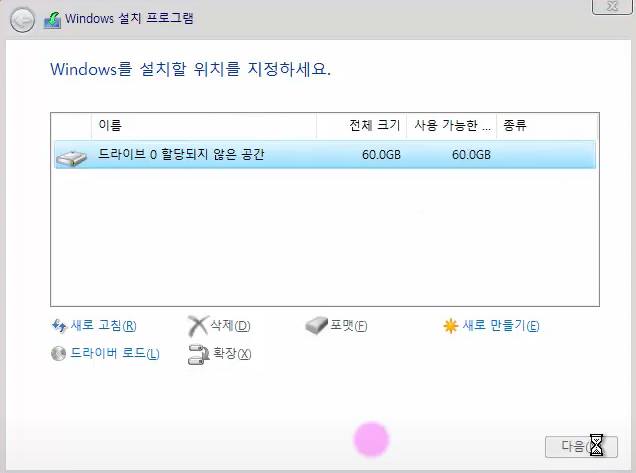 Windows 설치 프로그램
Windows를 설치할 위치를 지정하세요.
이름 전체 크기 사용 가능한 ... 종류
드라이브 0 할당되지 않은 공간 60.0GB 60.0GB
새로 고침(R) 삭제(D) 포맷(F) 새로 만들기(E)
드라이버 로드(L) 확장(X)
다음(